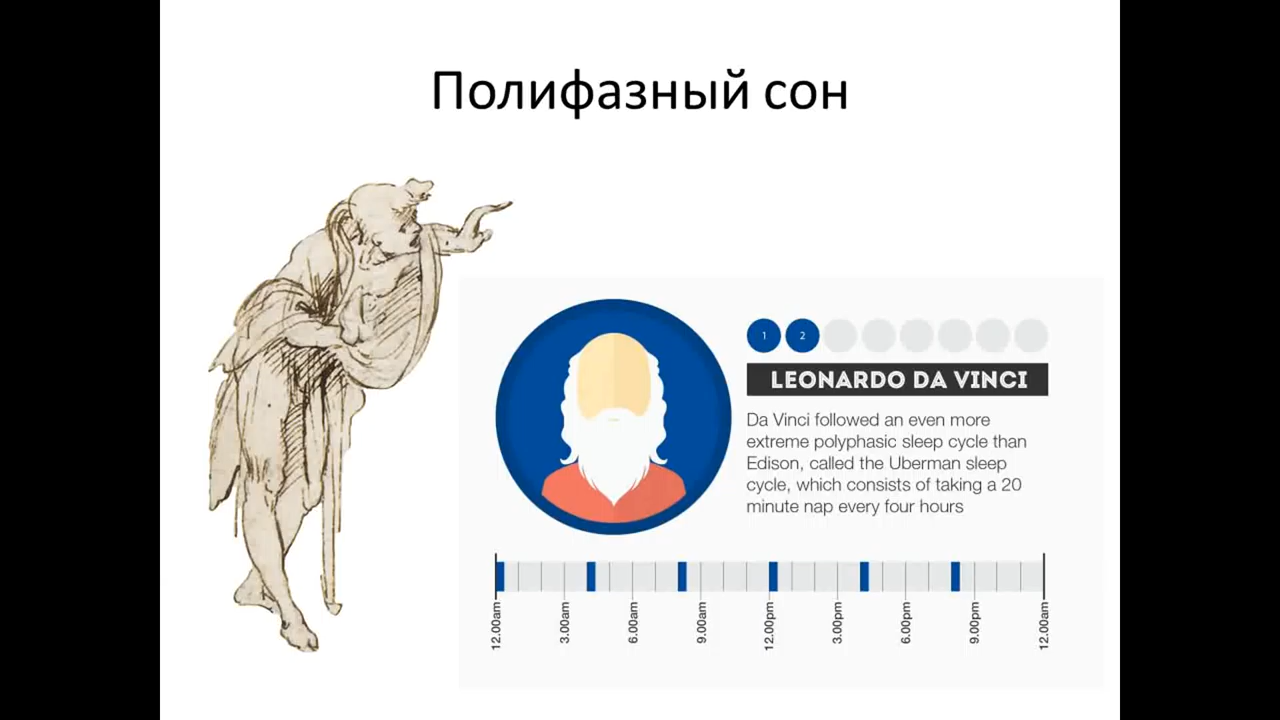 Полифазный сон
1 2
LEONARDO DA VINCI
Da Vinci followed an even more
extreme polyphasic sleep cycle than
Edison, called the Uberman sleep
cycle, which consists of taking a 20
minute nap every four hours
12.00am 3.00am 6.00am 9.00am 12.00pm 3.00pm 6.00pm 9.00pm 12.00am